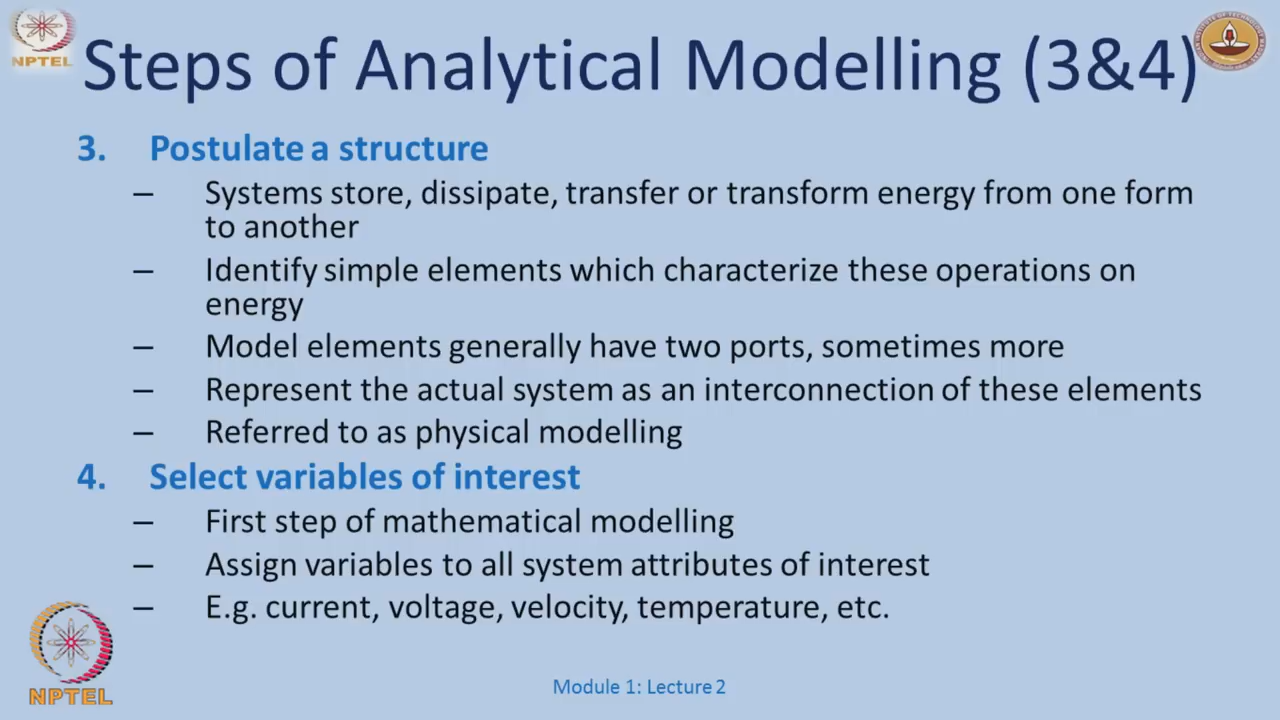 Steps of Analytical Modelling (3&4)
NPTEL
3. Postulate a structure
– Systems store, dissipate, transfer or transform energy from one form
to another
– Identify simple elements which characterize these operations on
energy
– Model elements generally have two ports, sometimes more
– Represent the actual system as an interconnection of these elements
– Referred to as physical modelling
4. Select variables of interest
– First step of mathematical modelling
– Assign variables to all system attributes of interest
– E.g. current, voltage, velocity, temperature, etc.
NPTEL
Module 1: Lecture 2